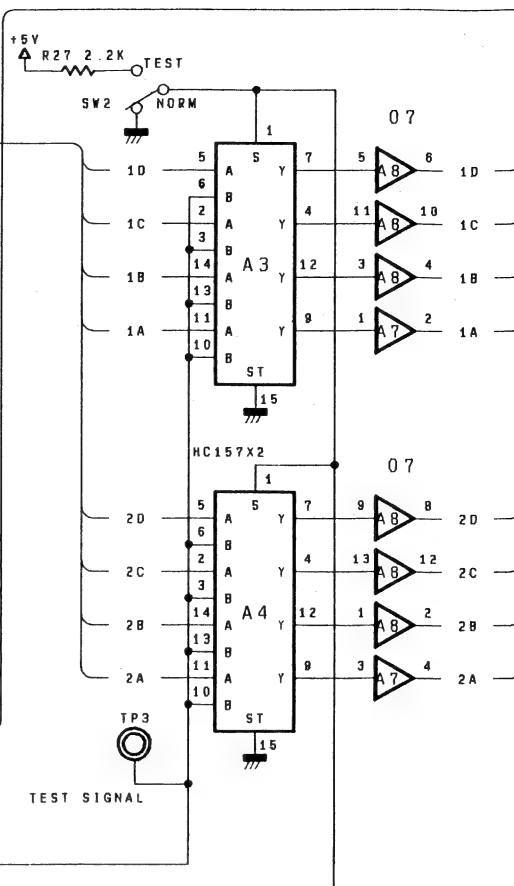 +5V
R27 2.2K
TEST
SW2 NORM
07
1
S
1D 5 A Y 7 5 A8 6 1D
6 B
1C 2 A Y 4 11 A8 10 1C
3 B
A3
1B 14 A Y 12 3 A8 4 1B
13 B
1A 11 A Y 9 1 A7 2 1A
10 B
ST
15
HC157X2
07
1
S
2D 5 A Y 7 9 A8 8 2D
6 B
2C 2 A Y 4 13 A8 12 2C
3 B
A4
2B 14 A Y 12 1 A8 2 2B
13 B
2A 11 A Y 9 3 A7 4 2A
10 B
ST
TP3
15
TEST SIGNAL